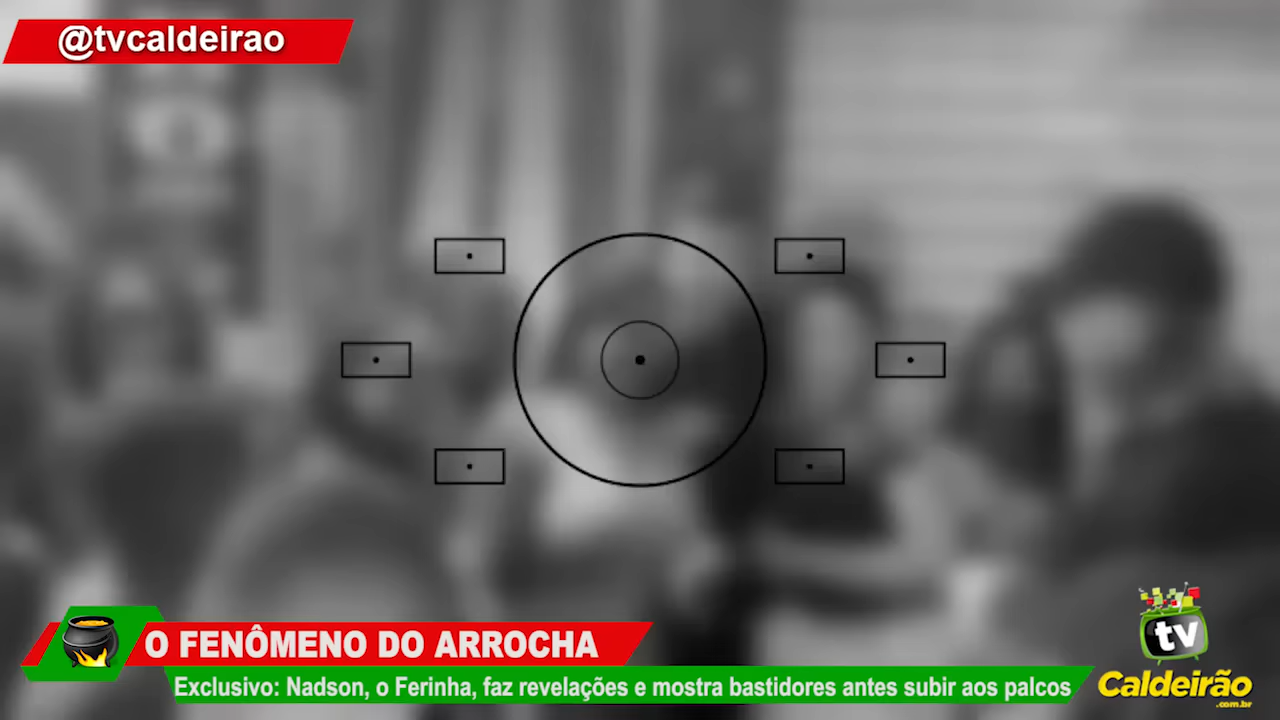 @tvcaldeirao
O FENÔMENO DO ARROCHA
Exclusivo: Nadson, o Ferinha, faz revelações e mostra bastidores antes subir aos palcos
tv
Caldeirão
.com.br